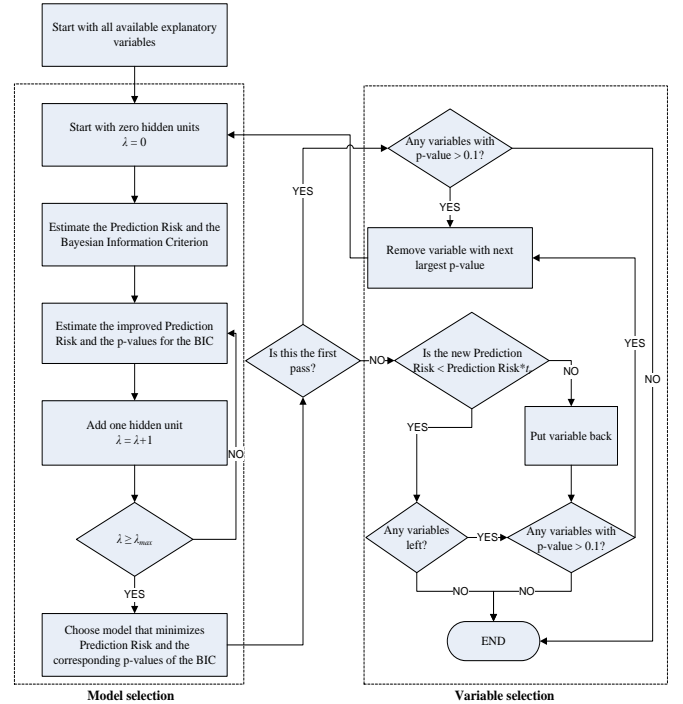 Start with all available explanatory
variables
Start with zero hidden units
λ = 0
Estimate the Prediction Risk and the
Bayesian Information Criterion
Estimate the improved Prediction
Risk and the p-values for the BIC
Add one hidden unit
λ = λ+1
NO
λ ≥ λmax
YES
Choose model that minimizes
Prediction Risk and the
corresponding p-values of the BIC
Model selection
Is this the first
pass?
YES
NO
Any variables with
p-value > 0.1?
YES
NO
Remove variable with next
largest p-value
Is the new Prediction
Risk < Prediction Risk*t,
NO
YES
Put variable back
YES
Any variables
left?
YES
Any variables with
p-value > 0.1?
NO
NO
END
Variable selection